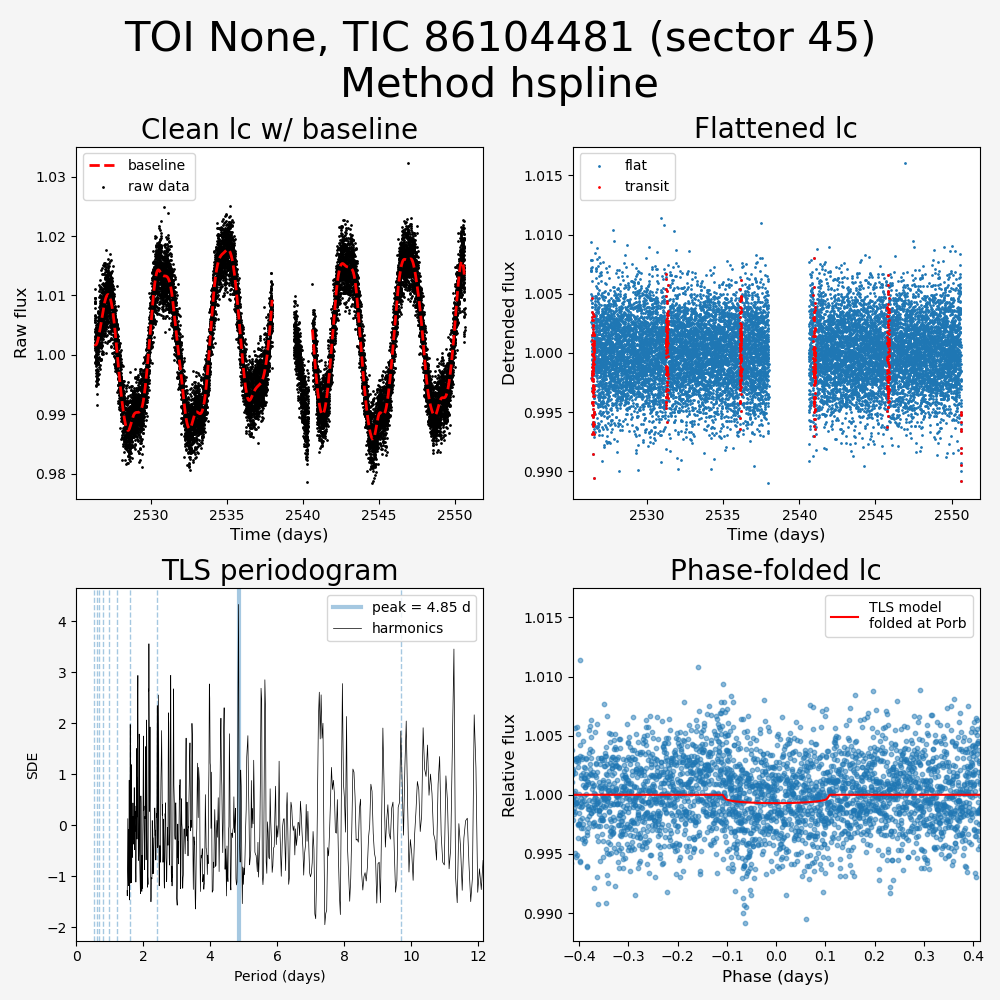 TOI None, TIC 86104481 (sector 45)
Method hspline
Clean lc w/ baseline
baseline
raw data
1.03
1.02
1.01
1.00
0.99
0.98
Raw flux
2530
2535
2540
2545
2550
Time (days)
Flattened lc
flat
transit
1.015
1.010
1.005
1.000
0.995
0.990
Detrended flux
2530
2535
2540
2545
2550
Time (days)
TLS periodogram
peak = 4.85 d
harmonics
4
3
2
1
0
−1
−2
SDE
0
2
4
6
8
10
12
Period (days)
Phase-folded lc
TLS model
folded at Porb
1.015
1.010
1.005
1.000
0.995
0.990
Relative flux
−0.4
−0.3
−0.2
−0.1
0.0
0.1
0.2
0.3
0.4
Phase (days)